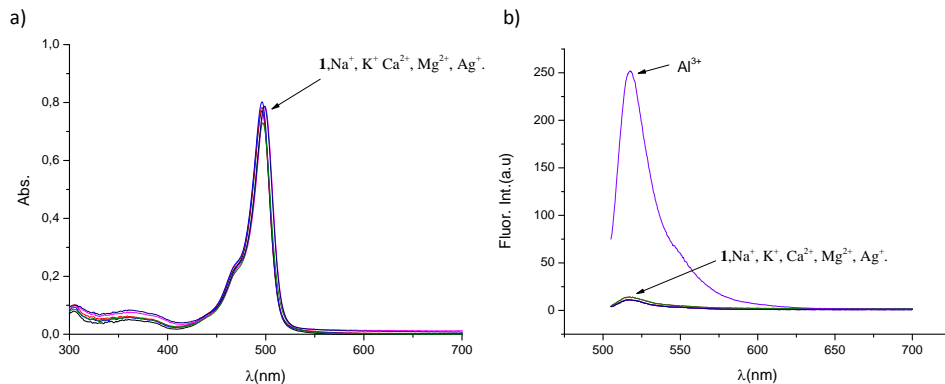 a)
1,0
0,8
0,6
0,4
0,2
0,0
Abs.
300 400 500 600 700
λ(nm)
1,Na⁺, K⁺ Ca²⁺, Mg²⁺, Ag⁺.
b)
250
200
150
100
50
0
Fluor. Int.(a.u)
500 550 600 650 700
λ(nm)
Al³⁺
1,Na⁺, K⁺, Ca²⁺, Mg²⁺, Ag⁺.